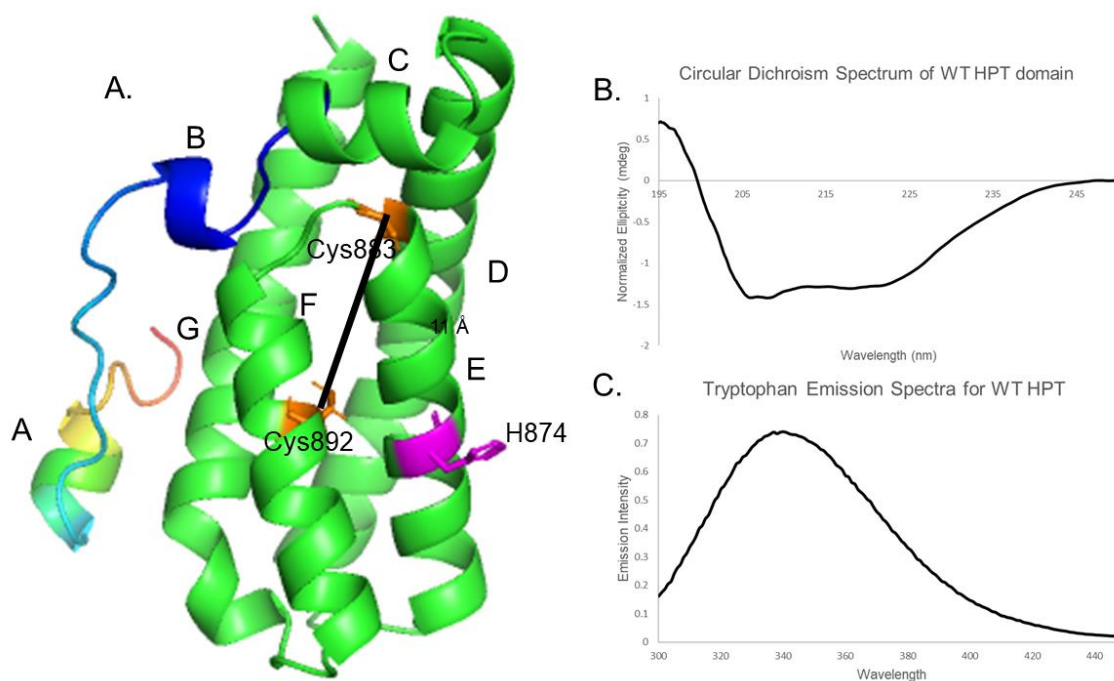 A.
C
B
Cys883
D
F
11 Å
G
E
A
H874
Cys892
B.
Circular Dichroism Spectrum of WT HPT domain
Normalized Ellipitcity (mdeg)
1
0.5
0
-0.5
-1
-1.5
-2
195
205
215
225
235
245
Wavelength (nm)
C.
Tryptophan Emission Spectra for WT HPT
Emission Intensity
0.8
0.7
0.6
0.5
0.4
0.3
0.2
0.1
0
300
320
340
360
380
400
420
440
Wavelength